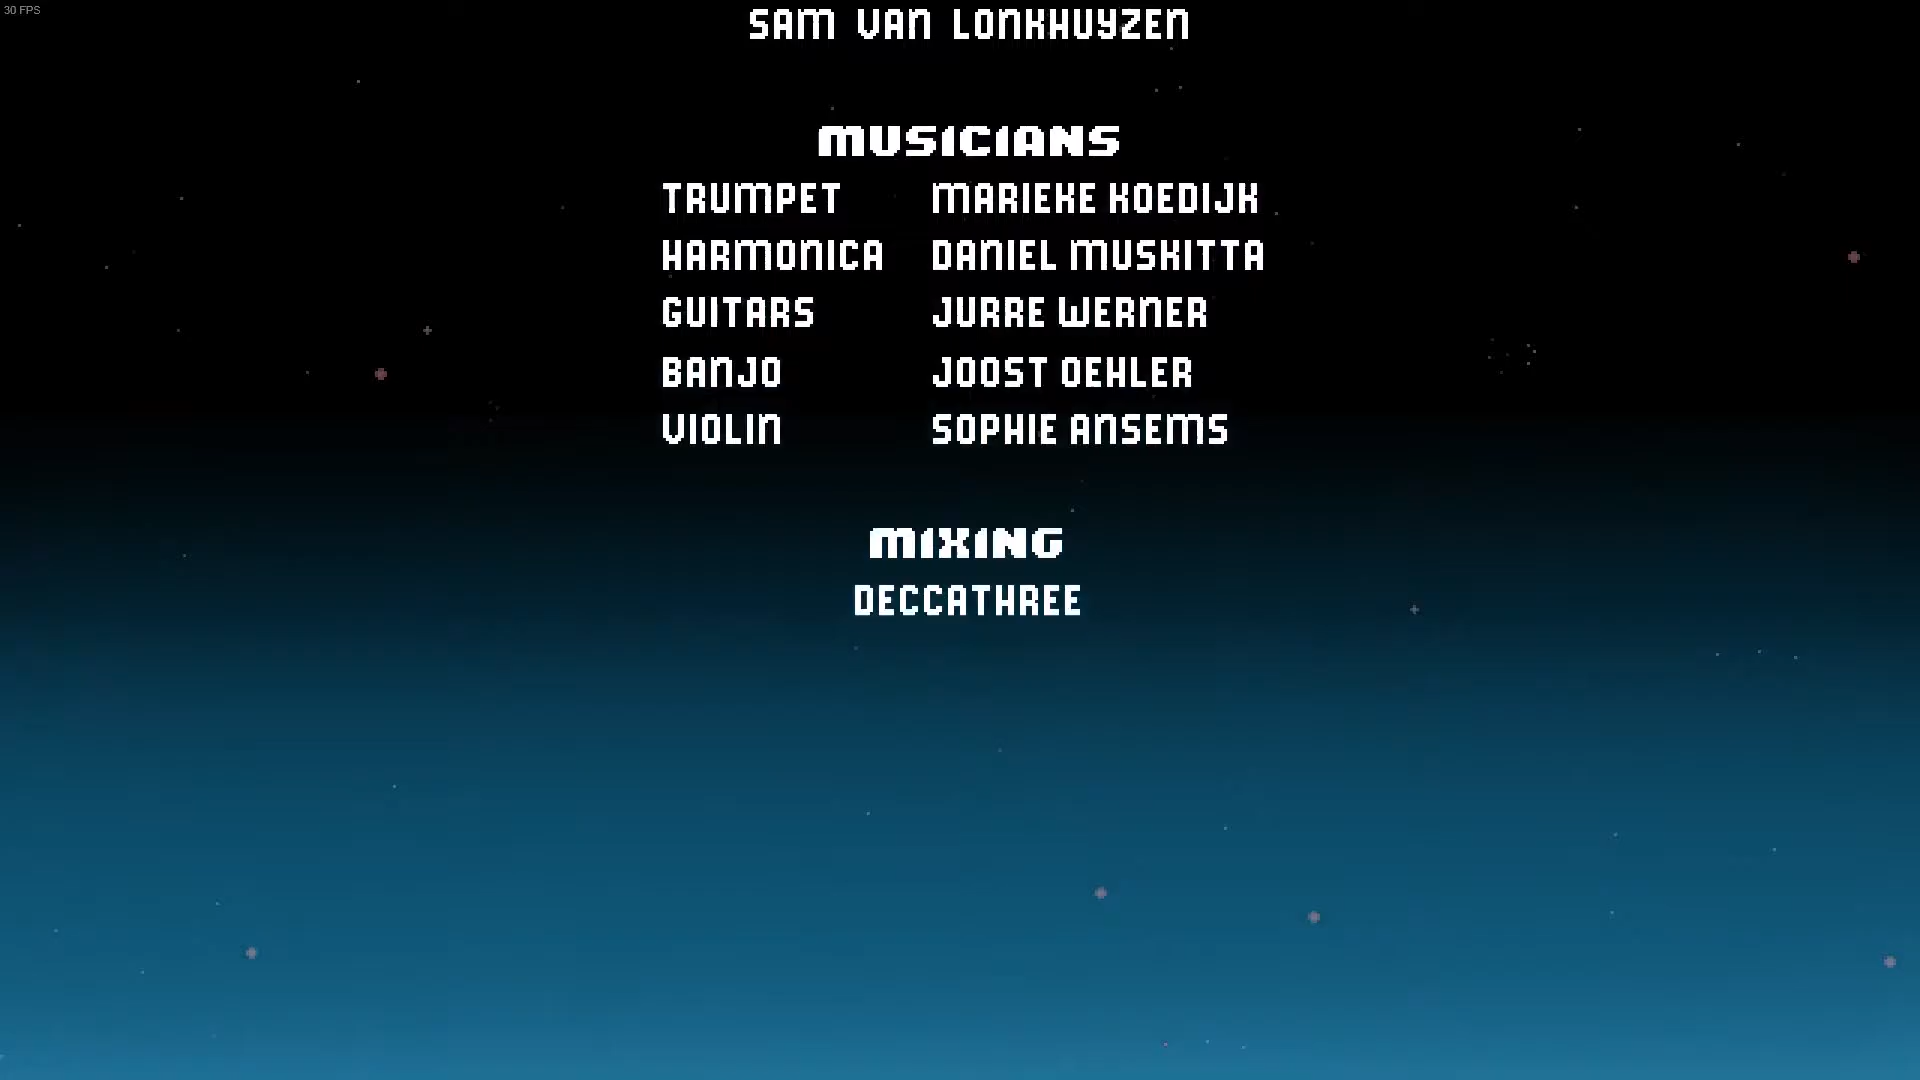 30 FPS
SAM VAN LONKHUYZEN
MUSICIANS
TRUMPET MARIEKE KOEDIJK
HARMONICA DANIEL MUSKITTA
GUITARS JURRE WERNER
BANJO JOOST OEHLER
VIOLIN SOPHIE ANSEMS
MIXING
DECCATHREE